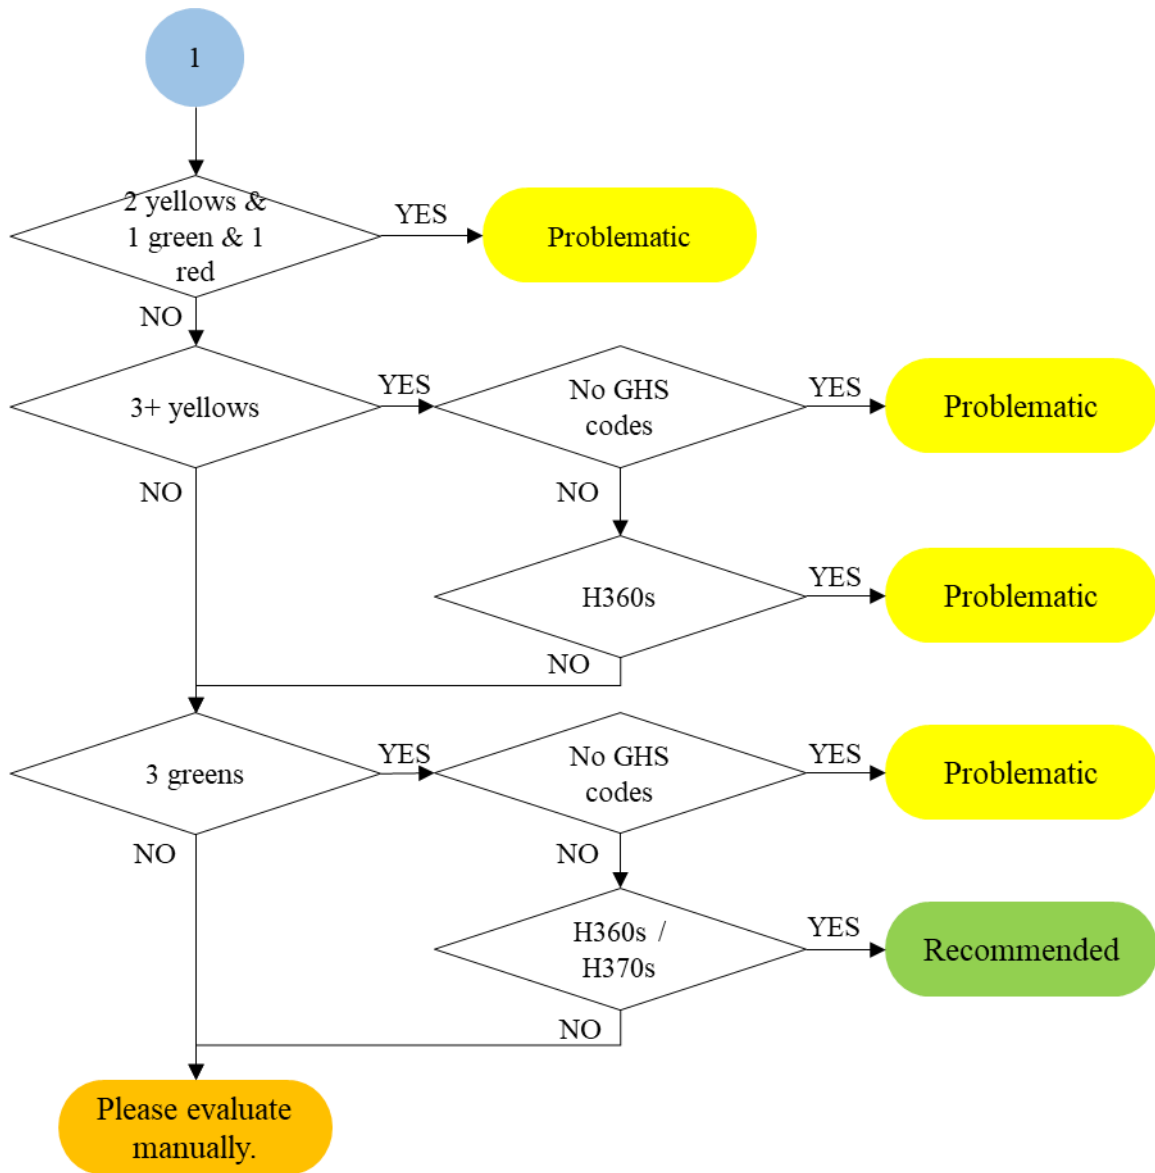 1
2 yellows &
1 green & 1
red
YES
Problematic
NO
3+ yellows
YES
No GHS
codes
YES
Problematic
NO
NO
H360s
YES
Problematic
NO
3 greens
YES
No GHS
codes
YES
Problematic
NO
NO
H360s /
H370s
YES
Recommended
NO
Please evaluate
manually.